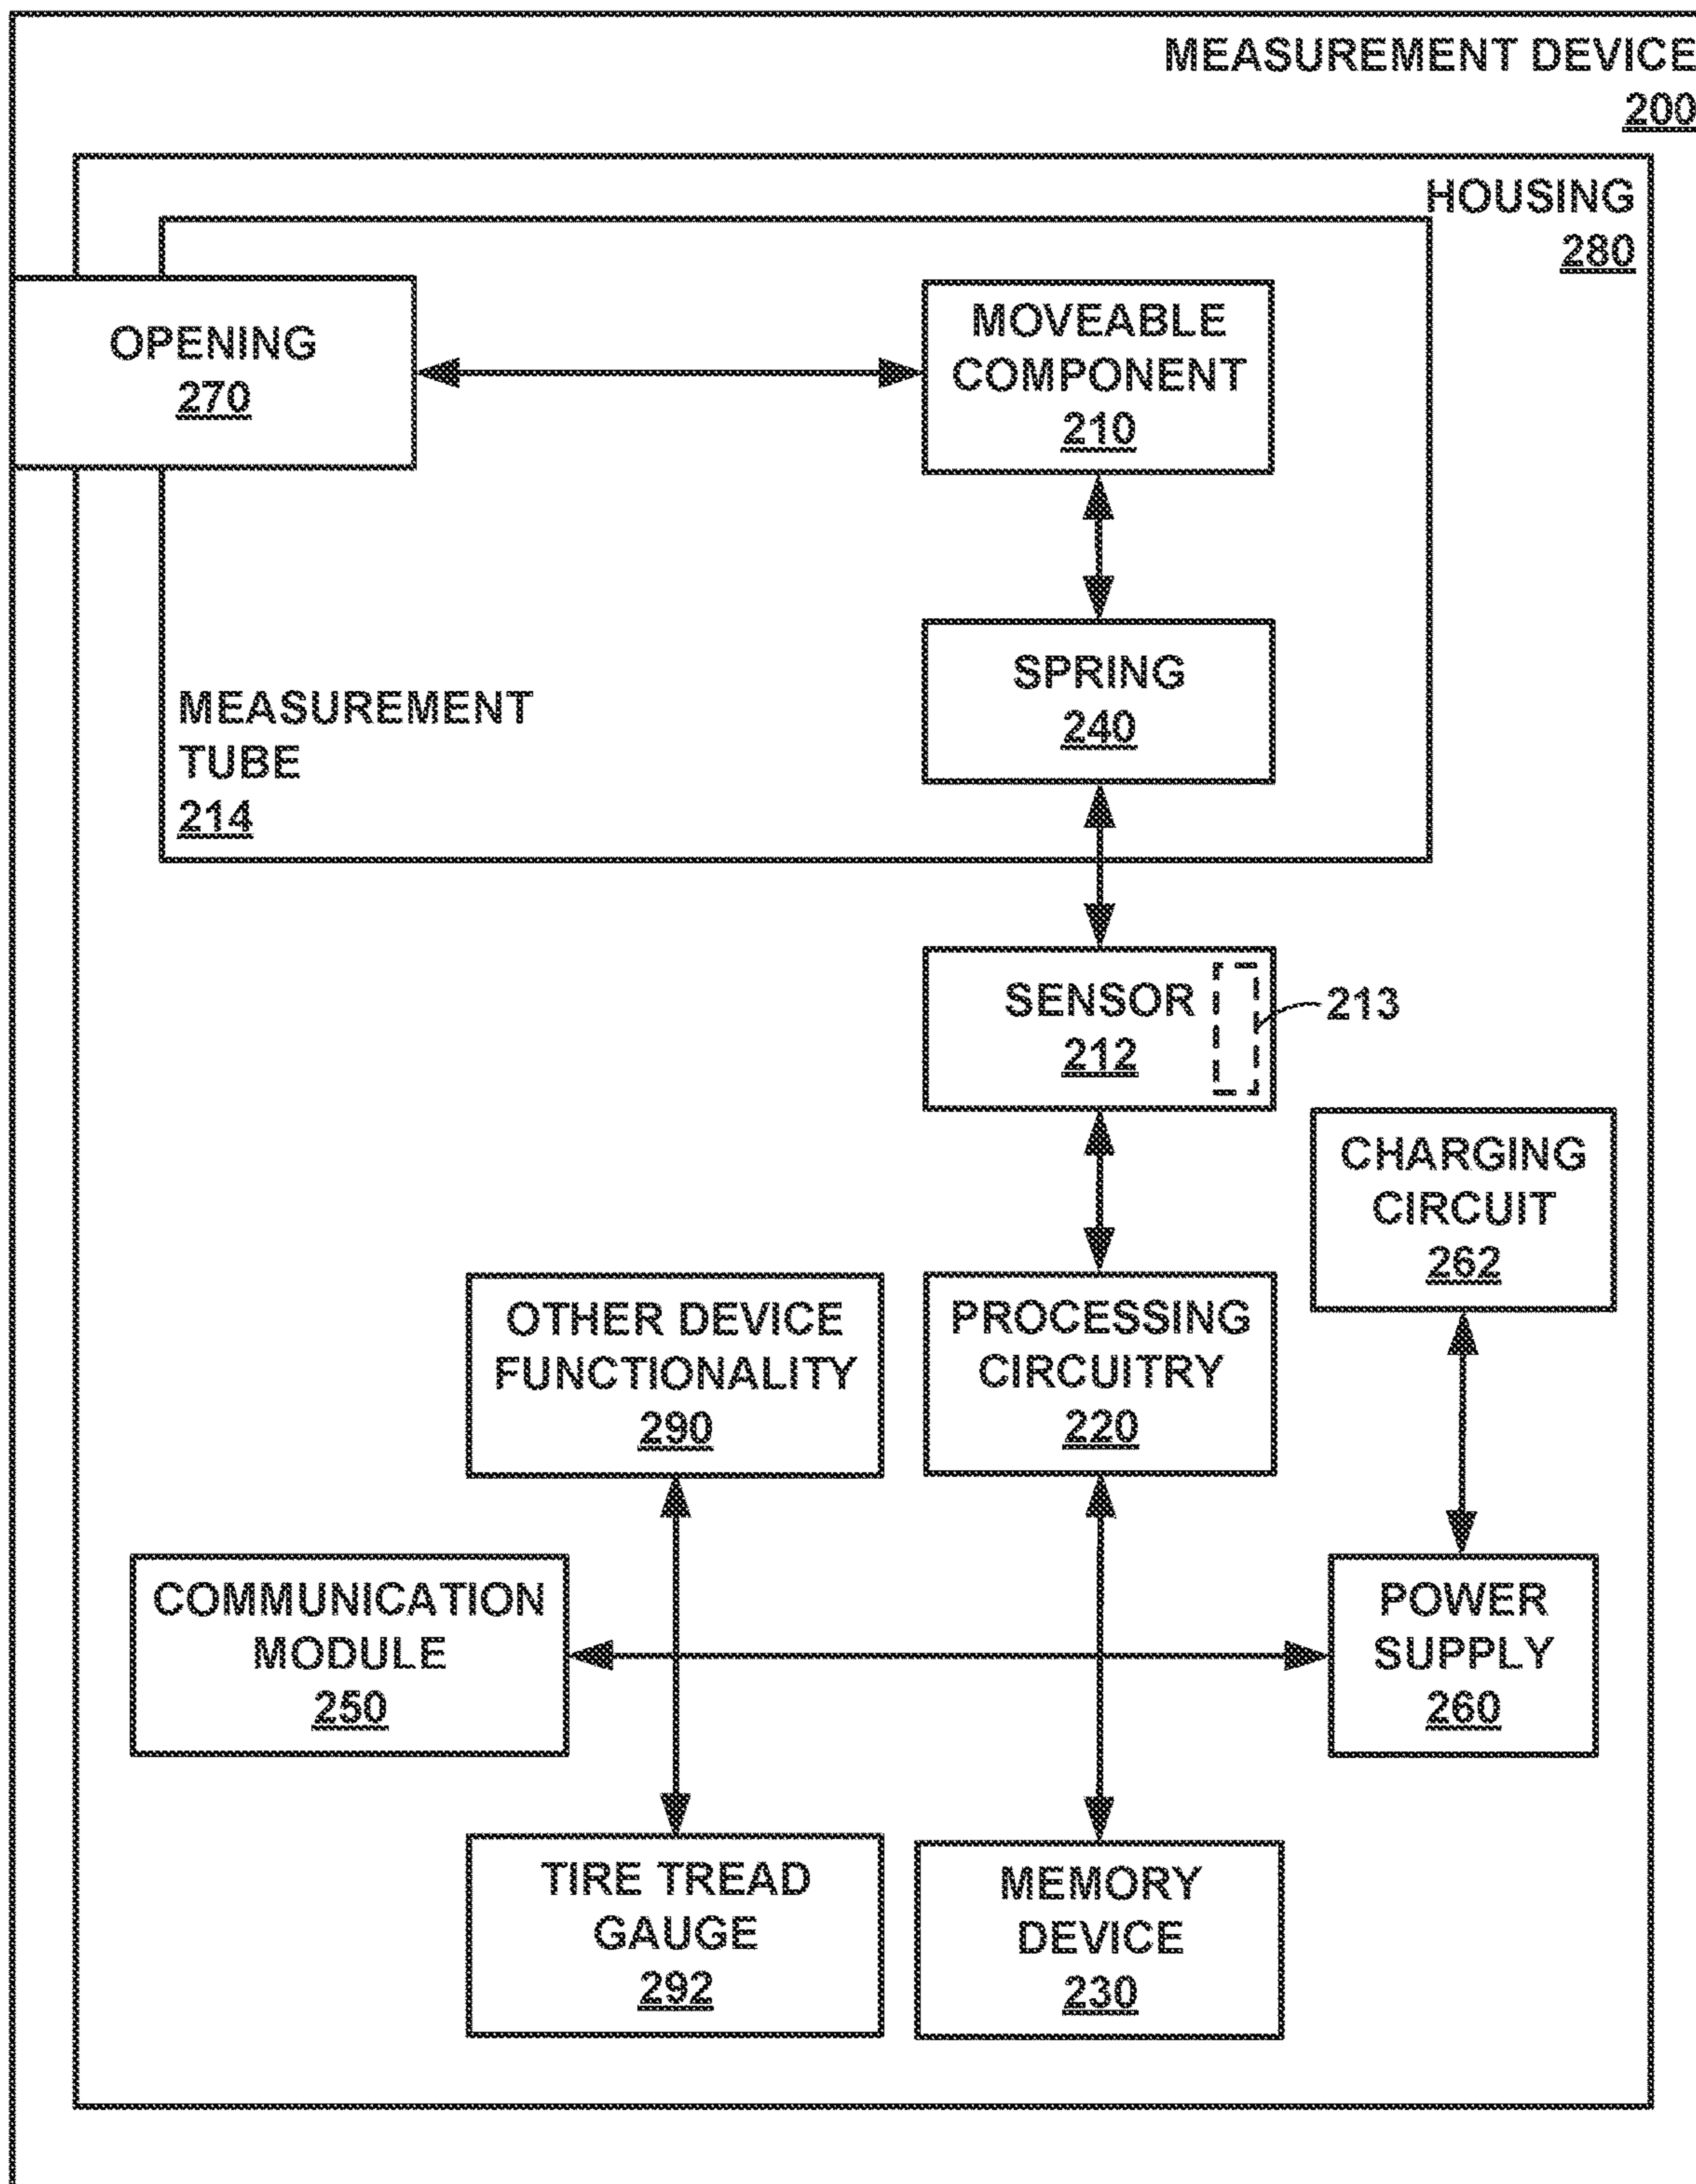 MEASUREMENT DEVICE
200
HOUSING
280
OPENING
270
MOVEABLE
COMPONENT
210
SPRING
240
MEASUREMENT
TUBE
214
SENSOR
212
213
CHARGING
CIRCUIT
262
OTHER DEVICE
FUNCTIONALITY
290
PROCESSING
CIRCUITRY
220
COMMUNICATION
MODULE
250
POWER
SUPPLY
260
TIRE TREAD
GAUGE
292
MEMORY
DEVICE
230